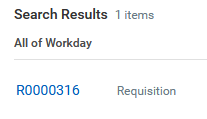 Search Results 1 items
All of Workday
R0000316 Requisition